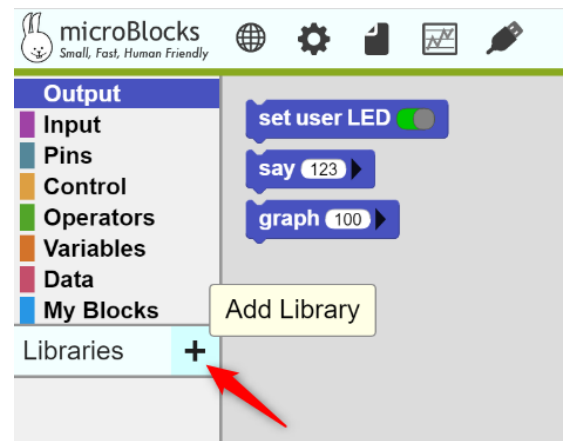 microBlocks
Small, Fast, Human Friendly
Output
Input
Pins
Control
Operators
Variables
Data
My Blocks
Libraries +
Add Library
set user LED
say 123
graph 100